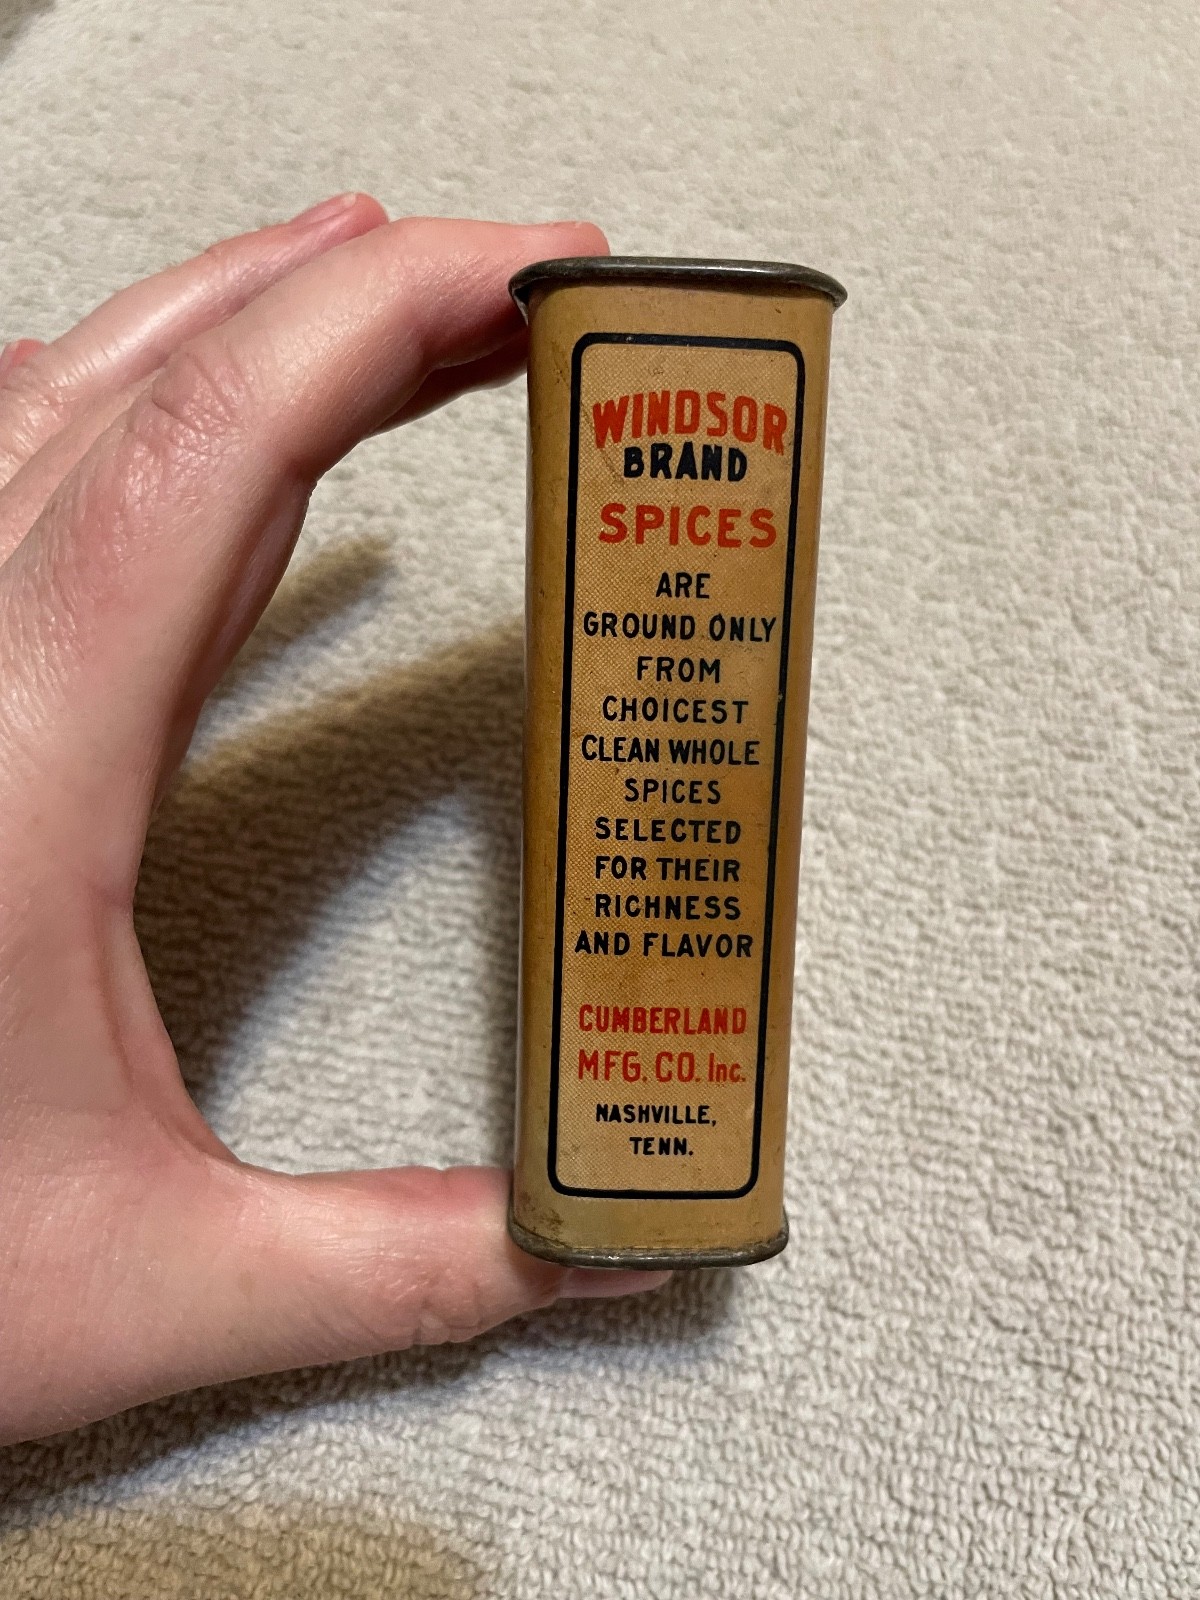 WINDSOR
BRAND
SPICES
ARE
GROUND ONLY
FROM
CHOICEST
CLEAN WHOLE
SPICES
SELECTED
FOR THEIR
RICHNESS
AND FLAVOR
CUMBERLAND
MFG. CO. Inc.
NASHVILLE,
TENN.